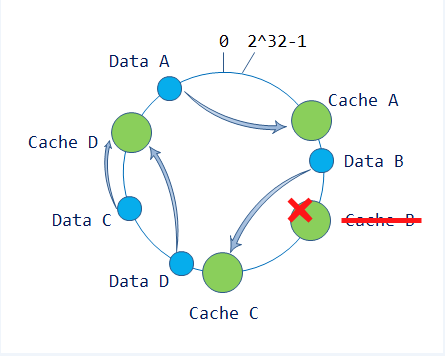 0 2^32-1
Data A
Cache A
Cache D
Data B
Data C
Cache B
Data D
Cache C